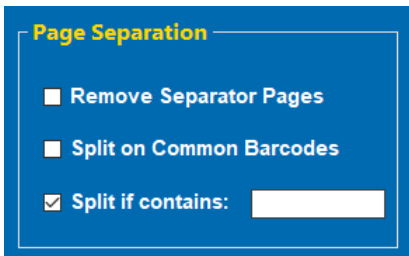 Page Separation
Remove Separator Pages
Split on Common Barcodes
Split if contains: